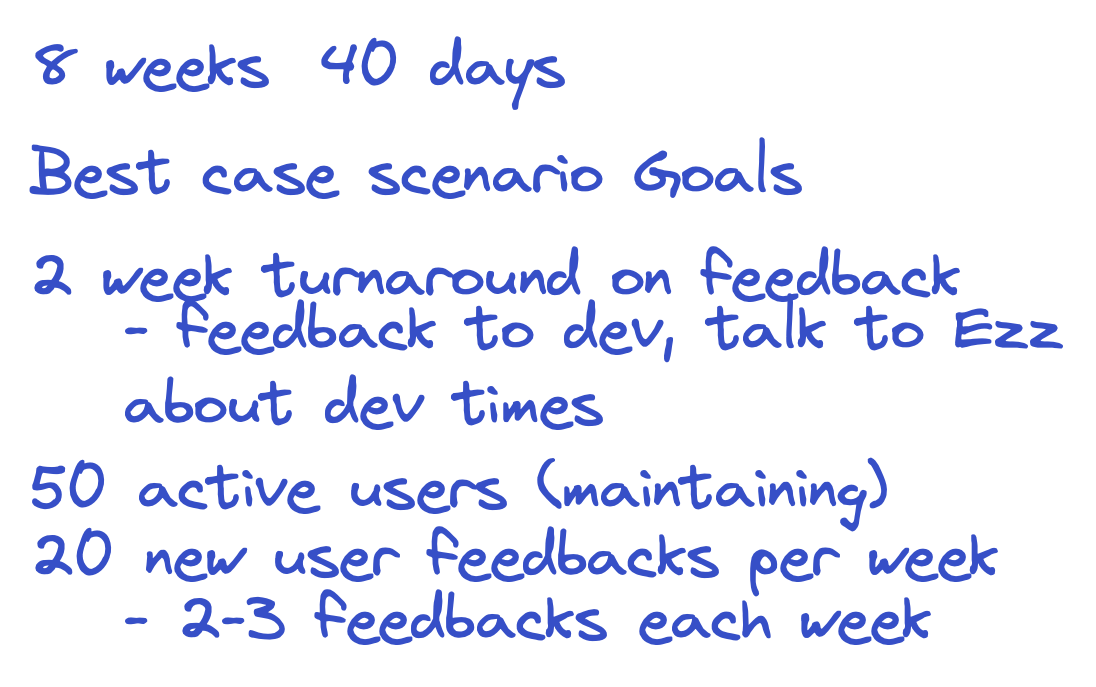 8 weeks 40 days
Best case scenario Goals
2 week turnaround on feedback
- feedback to dev, talk to Ezz
about dev times
50 active users (maintaining)
20 new user feedbacks per week
- 2-3 feedbacks each week